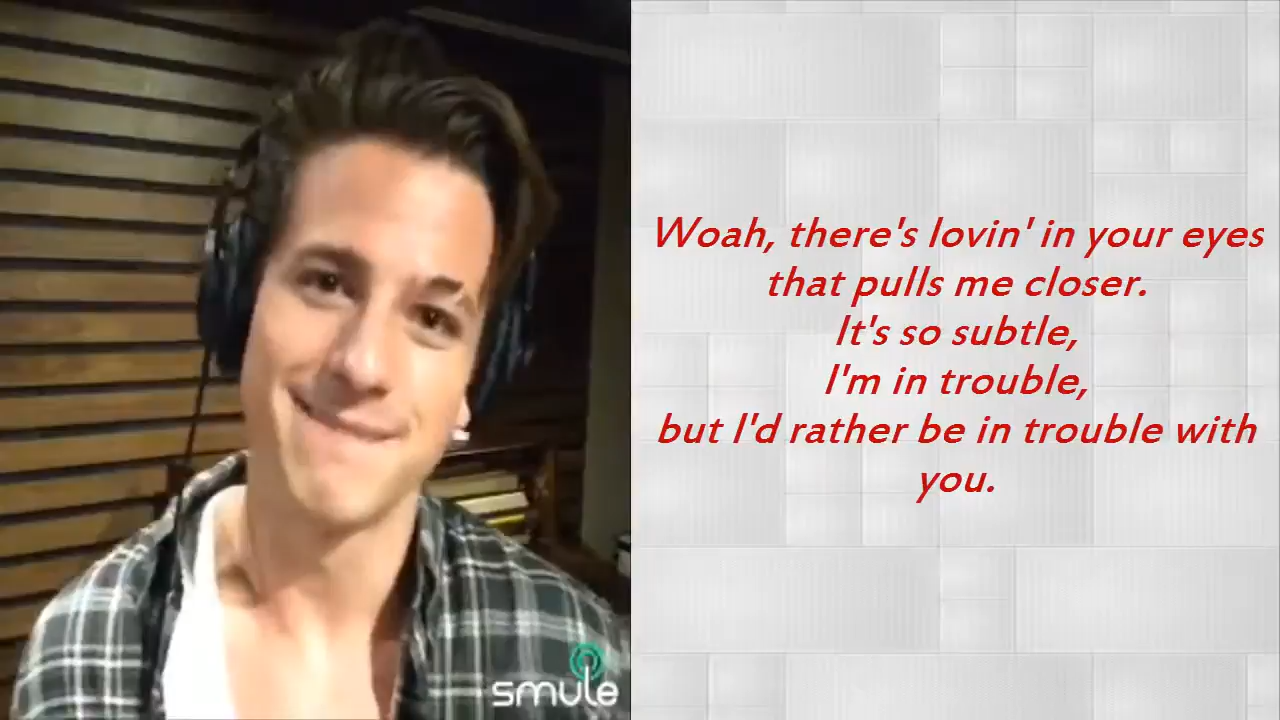 Woah, there's lovin' in your eyes
that pulls me closer.
It's so subtle,
I'm in trouble,
but I'd rather be in trouble with
you.
smule